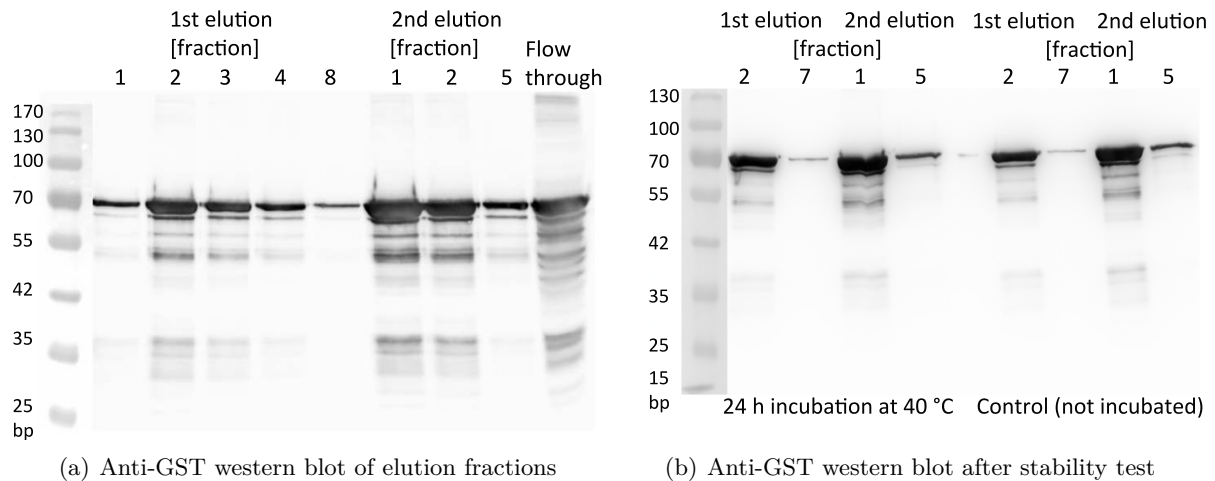 1st elution 2nd elution
[fraction] [fraction] Flow
1 2 3 4 8 1 2 5 through
170
130
100
70
55
42
35
25
bp
(a) Anti-GST western blot of elution fractions
1st elution 2nd elution 1st elution 2nd elution
[fraction] [fraction]
2 7 1 5 2 7 1 5
130
100
70
55
42
35
25
15
bp
24 h incubation at 40 °C Control (not incubated)
(b) Anti-GST western blot after stability test